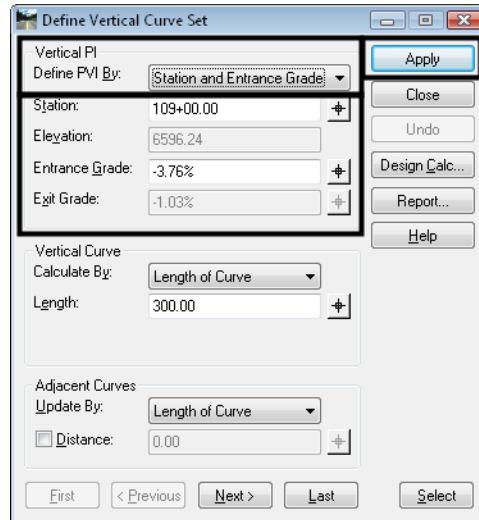 Define Vertical Curve Set
Vertical PI
Define PVI By: Station and Entrance Grade
Apply
Station: 109+00.00
Close
Elevation: 6596.24
Undo
Entrance Grade: -3.76%
Design Calc...
Exit Grade: -1.03%
Report...
Help
Vertical Curve
Calculate By: Length of Curve
Length: 300.00
Adjacent Curves
Update By: Length of Curve
Distance: 0.00
First < Previous Next > Last Select